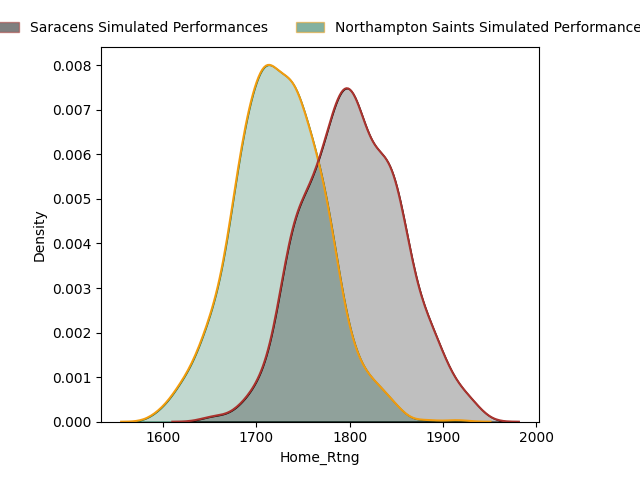 Saracens Simulated Performances Northampton Saints Simulated Performance
0.008
0.007
0.006
0.005
0.004
0.003
0.002
0.001
0.000
Density
1600 1700 1800 1900 2000
Home_Rtng